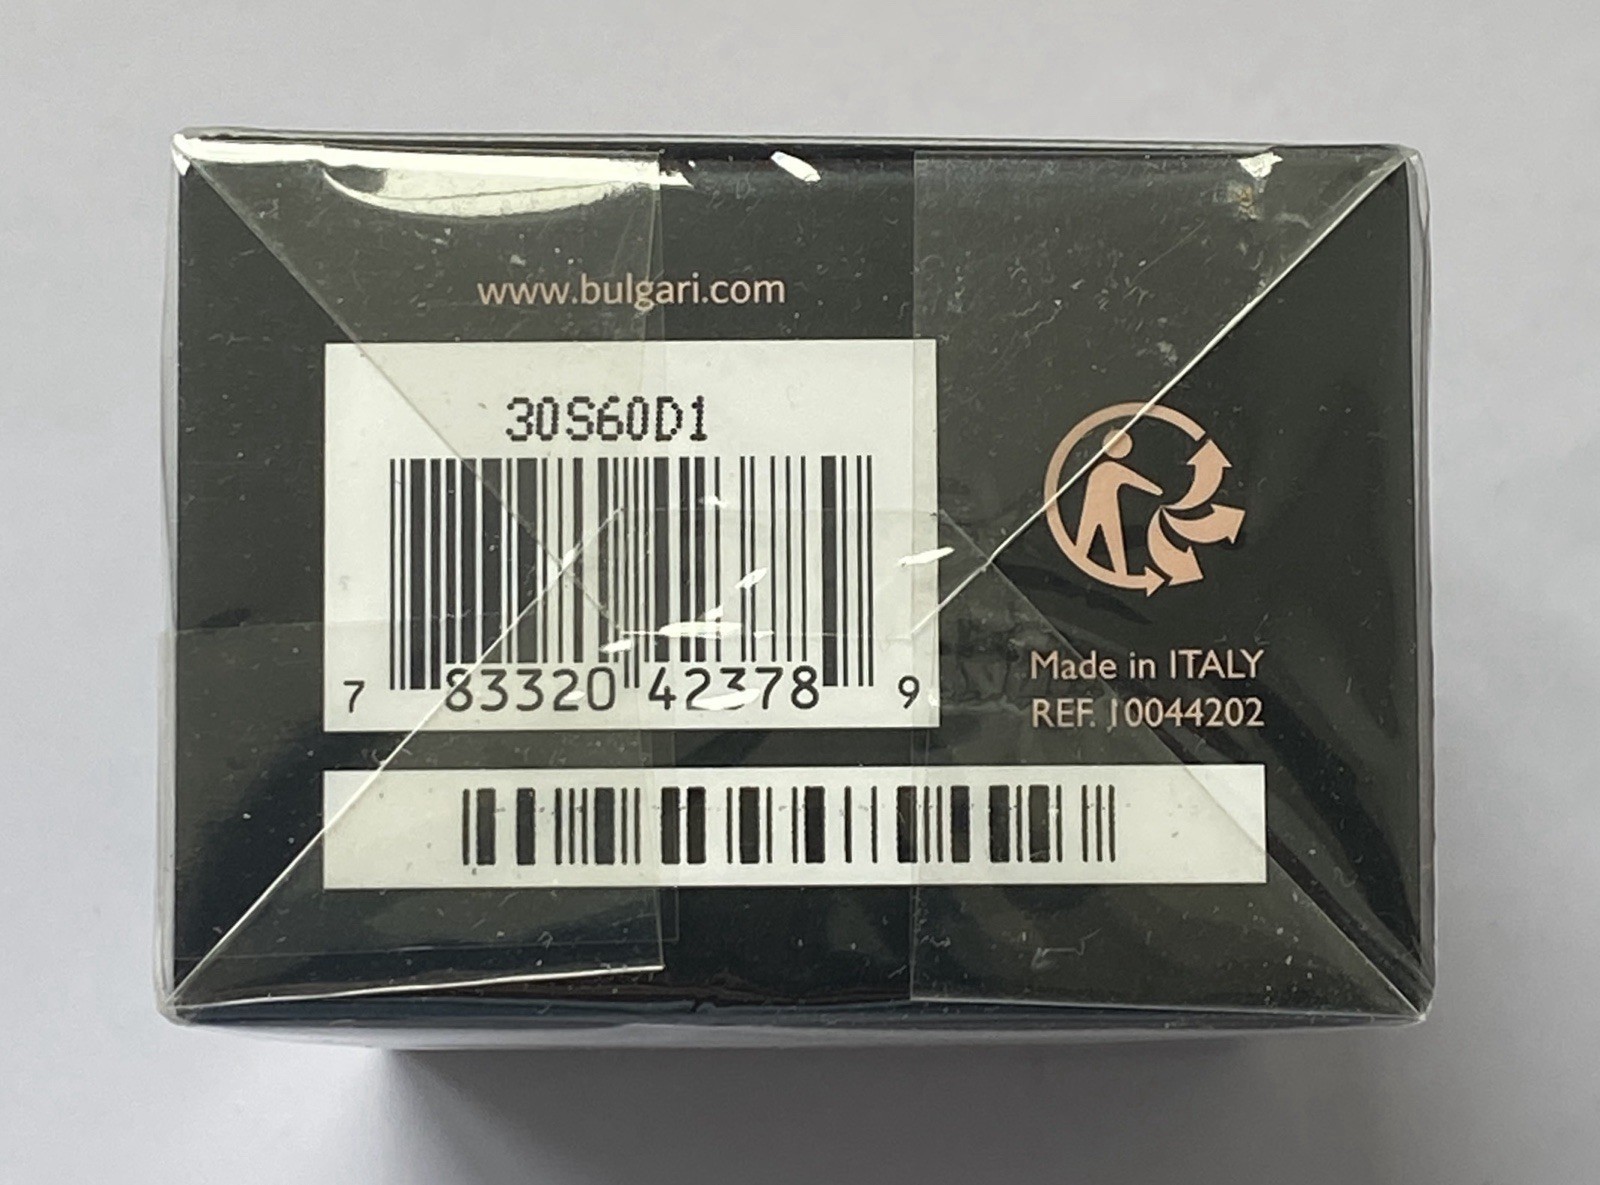 www.bulgari.com
30S60D1
7 83320 42378 9
Made in ITALY
REF. 10044202